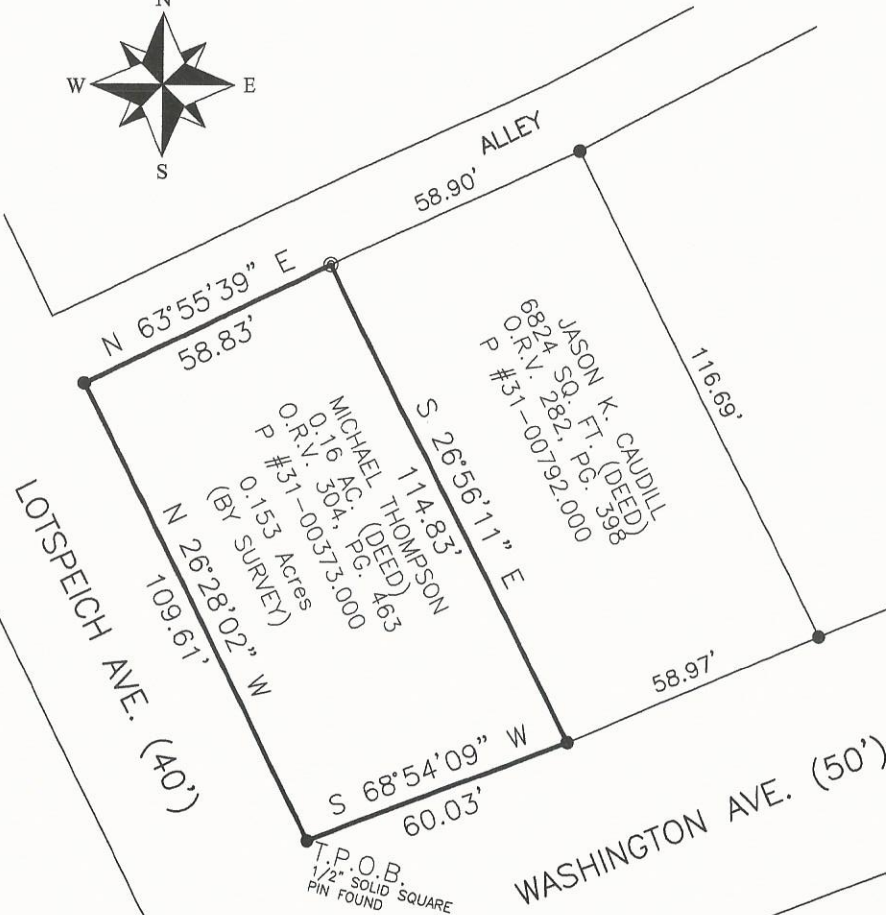 N
W E
S
ALLEY
58.90'
N 63°55'39" E
58.83'
JASON K. CAUDILL
6824 SQ. FT. (DEED)
O.R.V. 282, PG. 398
P #31-00792.000
116.69'
S 26°56'11" E
114.83'
MICHAEL THOMPSON
0.16 AC. (DEED)
O.R.V. 304, PG. 463
P #31-00373.000
0.153 Acres
(BY SURVEY)
N 26°28'02" W
109.61'
LOTSPEICH AVE. (40')
58.97'
S 68°54'09" W
60.03'
WASHINGTON AVE. (50')
T.P.O.B.
1/2" SOLID SQUARE
PIN FOUND